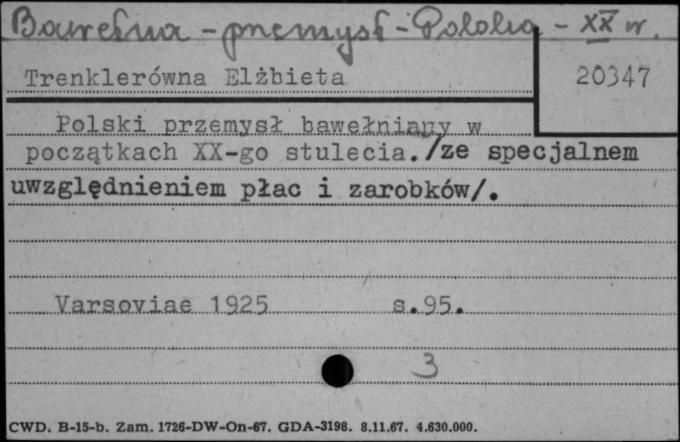 Bawełna - przemysł - Polska - XX w.
Trenklerówna Elżbieta
20347
Polski przemysł bawełniany w
początkach XX-go stulecia./ze specjalnem
uwzględnieniem płac i zarobków/.
Varsoviae 1925 s.95.
3
CWD. B-15-b. Zam. 1726-DW-On-67. GDA-3198. 8.11.67. 4.630.000.